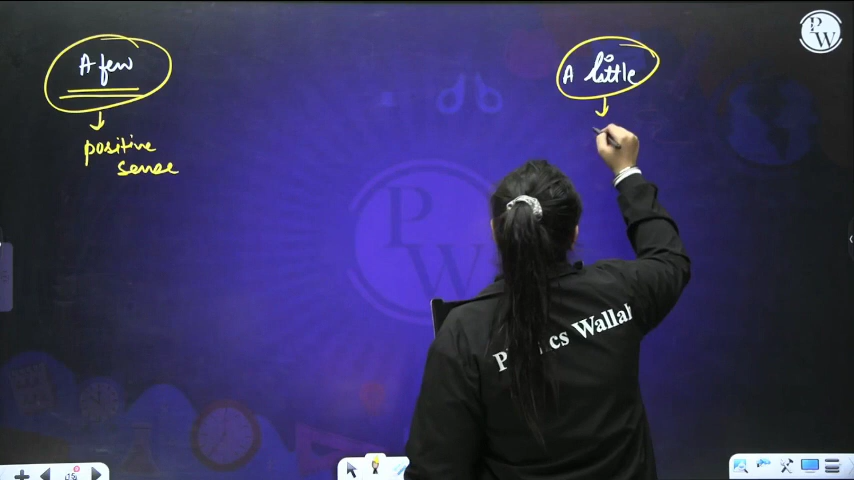 A few
positive
sense
A little
P
W
P
W
Physics Wallah